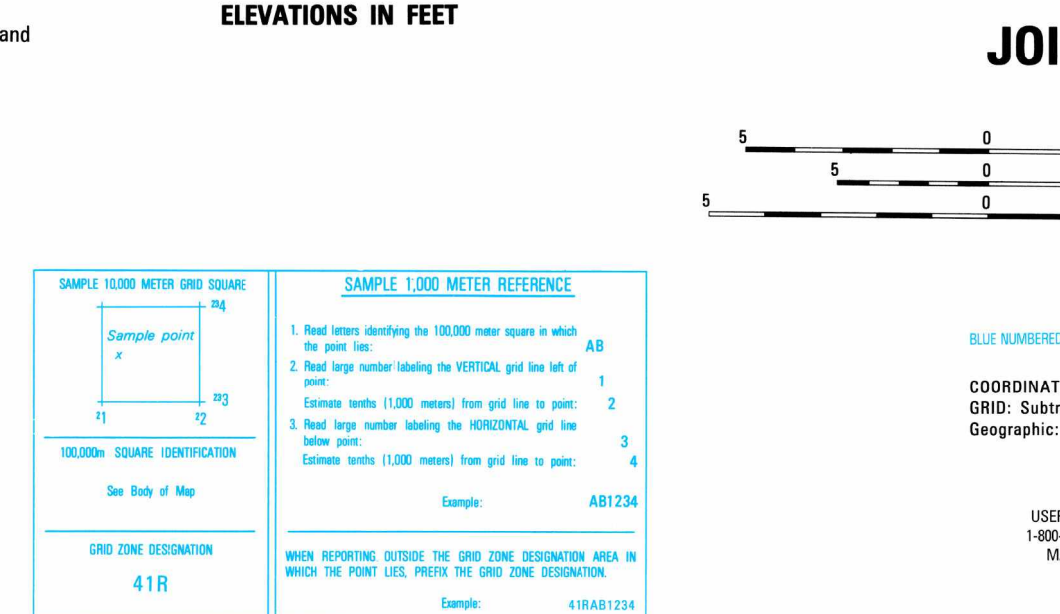 ELEVATIONS IN FEET
and
JOI
5 0
5 0
5 0
SAMPLE 10,000 METER GRID SQUARE
234
Sample point
x
233
21 22
100,000m SQUARE IDENTIFICATION
See Body of Map
GRID ZONE DESIGNATION
41R
SAMPLE 1,000 METER REFERENCE
1. Read letters identifying the 100,000 meter square in which
the point lies: AB
2. Read large number labeling the VERTICAL grid line left of
point: 1
Estimate tenths (1,000 meters) from grid line to point: 2
3. Read large number labeling the HORIZONTAL grid line
below point: 3
Estimate tenths (1,000 meters) from grid line to point: 4
Example: AB1234
WHEN REPORTING OUTSIDE THE GRID ZONE DESIGNATION AREA IN
WHICH THE POINT LIES, PREFIX THE GRID ZONE DESIGNATION.
Example: 41RAB1234
BLUE NUMBERED
COORDINAT
GRID: Subtr
Geographic:
USER
1-800-
M